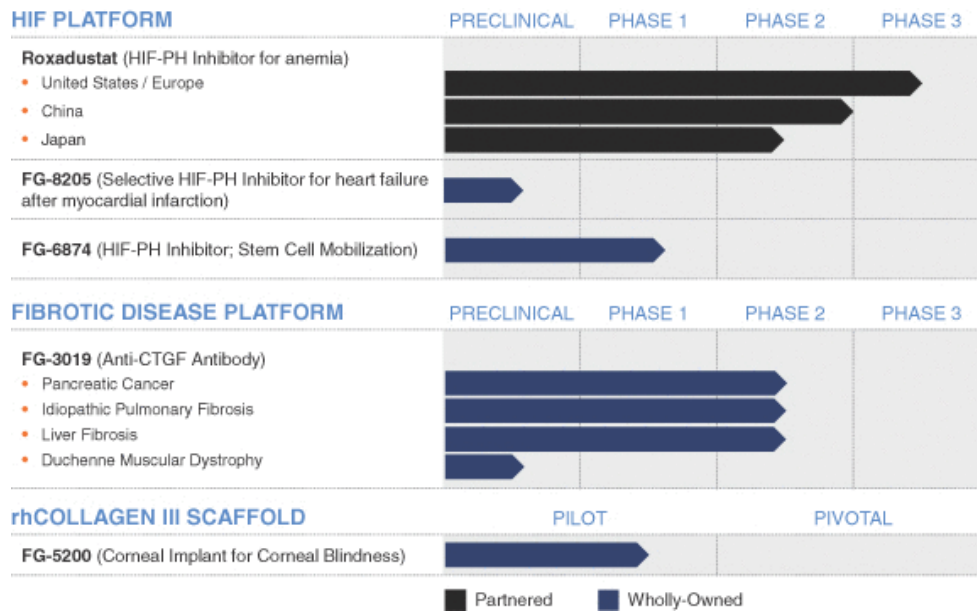 HIF PLATFORM PRECLINICAL PHASE 1 PHASE 2 PHASE 3
Roxadustat (HIF-PH Inhibitor for anemia)
• United States / Europe
• China
• Japan
FG-8205 (Selective HIF-PH Inhibitor for heart failure
after myocardial infarction)
FG-6874 (HIF-PH Inhibitor; Stem Cell Mobilization)
FIBROTIC DISEASE PLATFORM PRECLINICAL PHASE 1 PHASE 2 PHASE 3
FG-3019 (Anti-CTGF Antibody)
• Pancreatic Cancer
• Idiopathic Pulmonary Fibrosis
• Liver Fibrosis
• Duchenne Muscular Dystrophy
rhCOLLAGEN III SCAFFOLD PILOT PIVOTAL
FG-5200 (Corneal Implant for Corneal Blindness)
Partnered Wholly-Owned